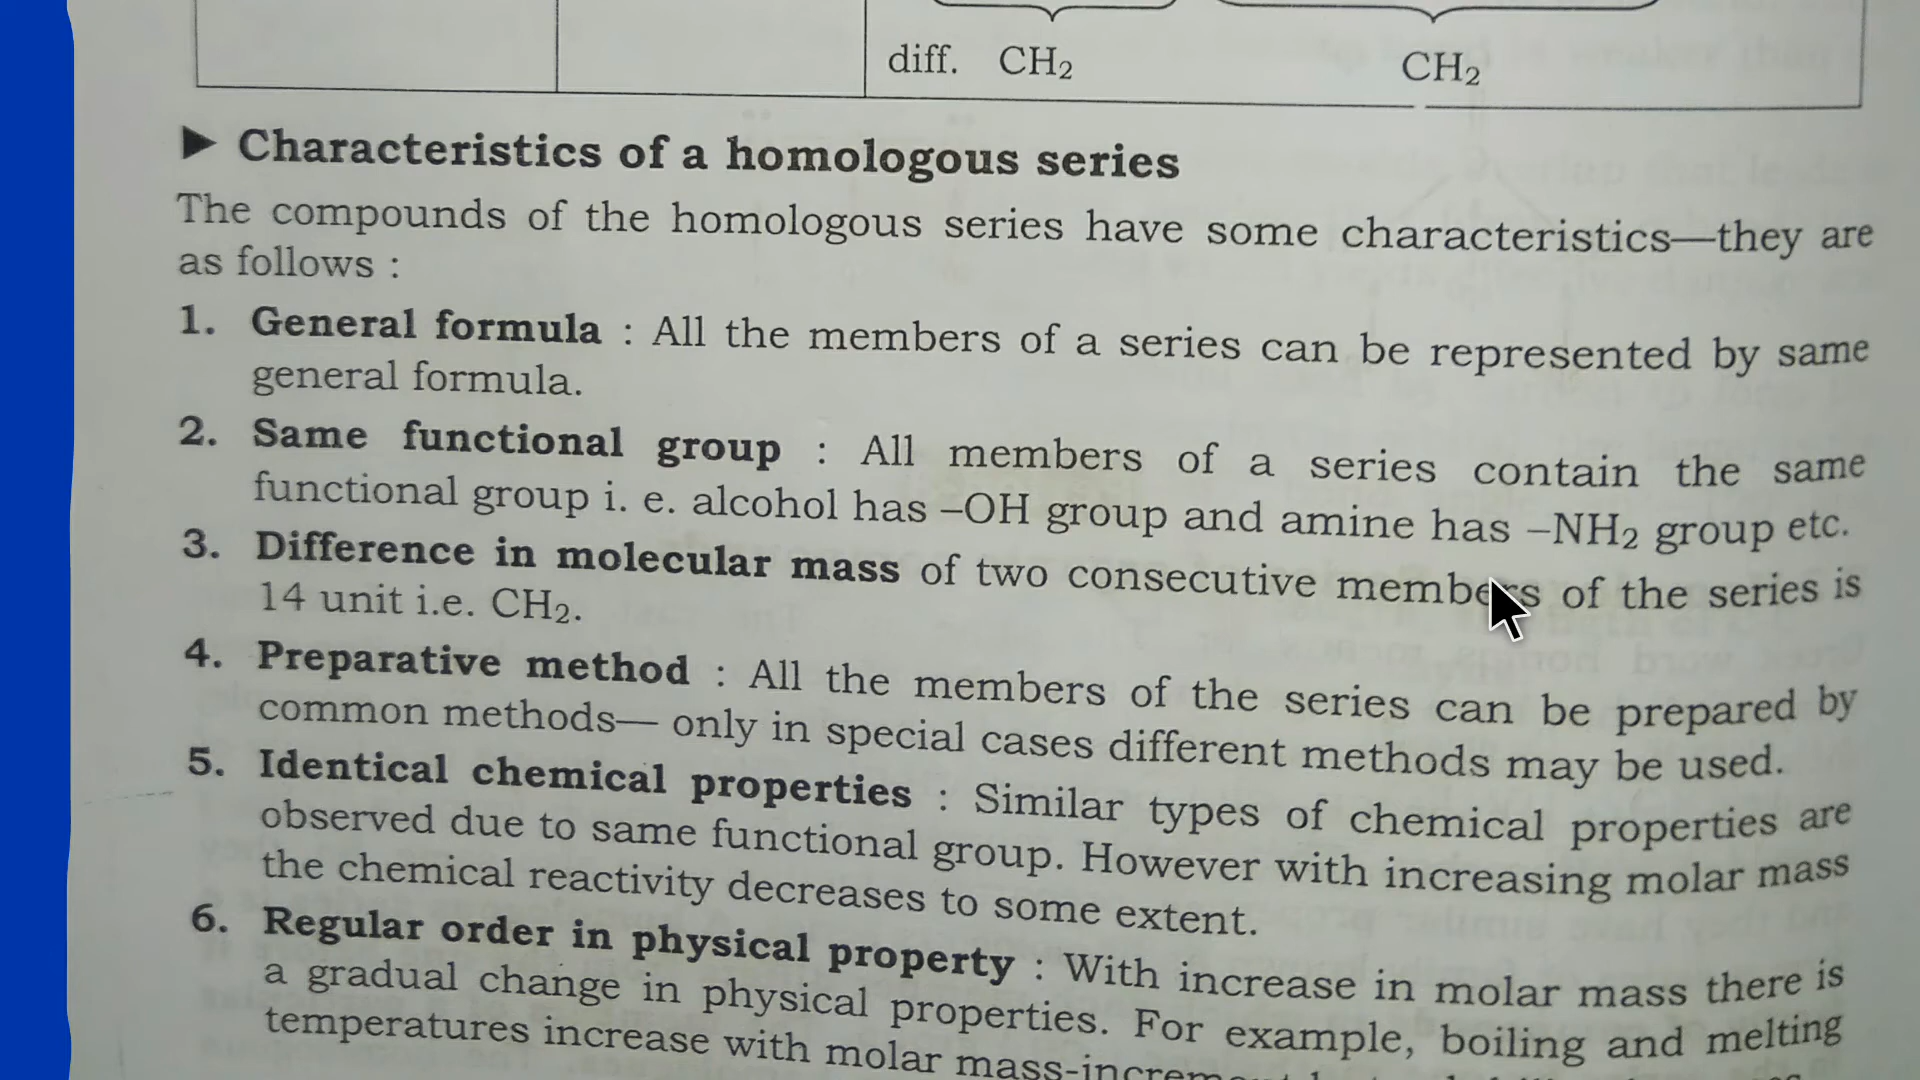 diff. CH₂ CH₂
▶ Characteristics of a homologous series
The compounds of the homologous series have some characteristics—they are
as follows :
1. General formula : All the members of a series can be represented by same
general formula.
2. Same functional group : All members of a series contain the same
functional group i. e. alcohol has –OH group and amine has –NH₂ group etc.
3. Difference in molecular mass of two consecutive members of the series is
14 unit i.e. CH₂.
4. Preparative method : All the members of the series can be prepared by
common methods— only in special cases different methods may be used.
5. Identical chemical properties : Similar types of chemical properties are
observed due to same functional group. However with increasing molar mass
the chemical reactivity decreases to some extent.
6. Regular order in physical property : With increase in molar mass there is
a gradual change in physical properties. For example, boiling and melting
temperatures increase with molar